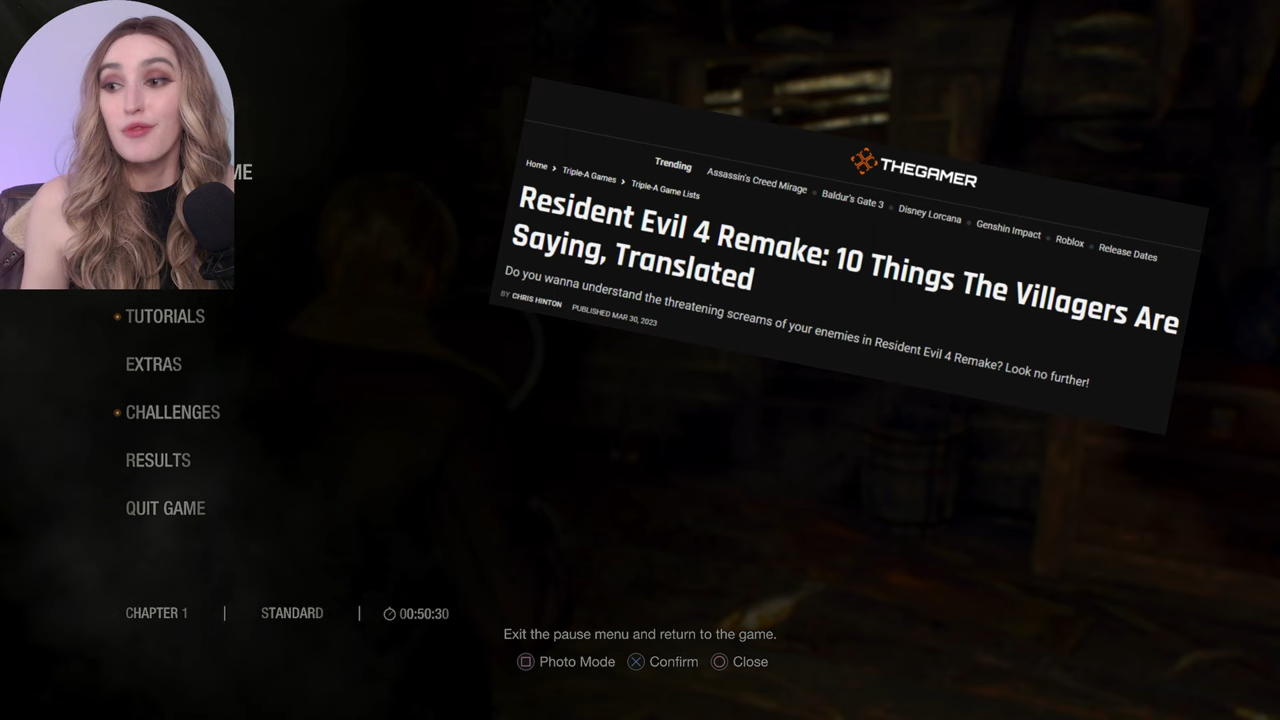 ME
TUTORIALS
EXTRAS
CHALLENGES
RESULTS
QUIT GAME
CHAPTER 1 | STANDARD | 00:50:30
THEGAMER
Trending Assassin's Creed Mirage Baldur's Gate 3 Disney Lorcana Genshin Impact Roblox Release Dates
Home > Triple-A Games > Triple-A Game Lists
Resident Evil 4 Remake: 10 Things The Villagers Are
Saying, Translated
Do you wanna understand the threatening screams of your enemies in Resident Evil 4 Remake? Look no further!
BY CHRIS HINTON PUBLISHED MAR 30, 2023
Exit the pause menu and return to the game.
Photo Mode Confirm Close